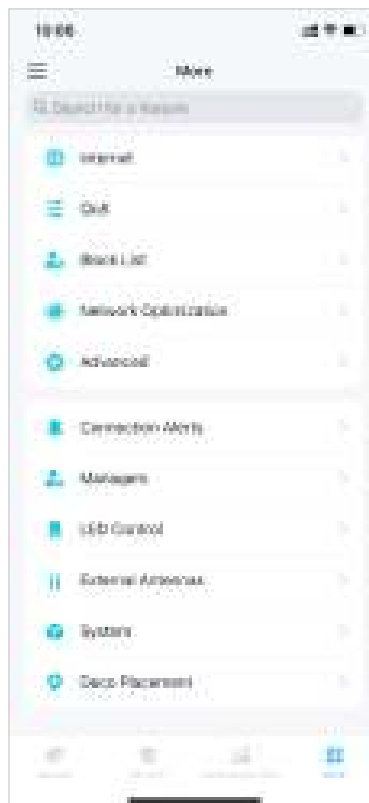 10:00
More
Search for a feature
Internet
QoS
Block List
Network Optimization
Advanced
Connection Alerts
Managers
LED Control
External Antennas
System
Deco Placement